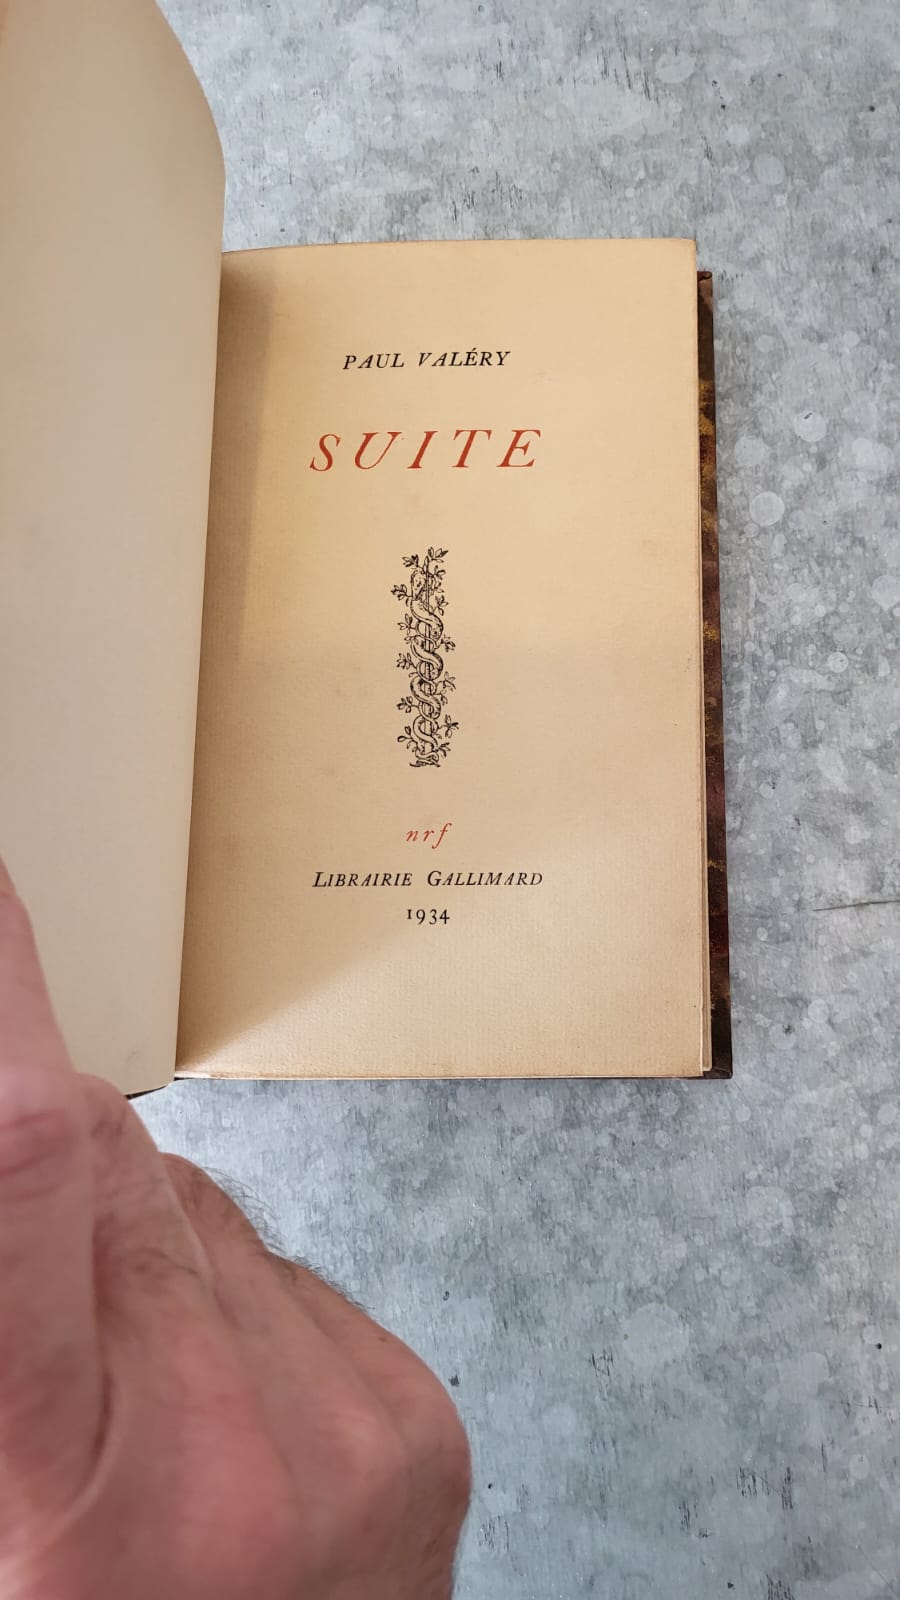 PAUL VALÉRY
SUITE
nrf
LIBRAIRIE GALLIMARD
1934